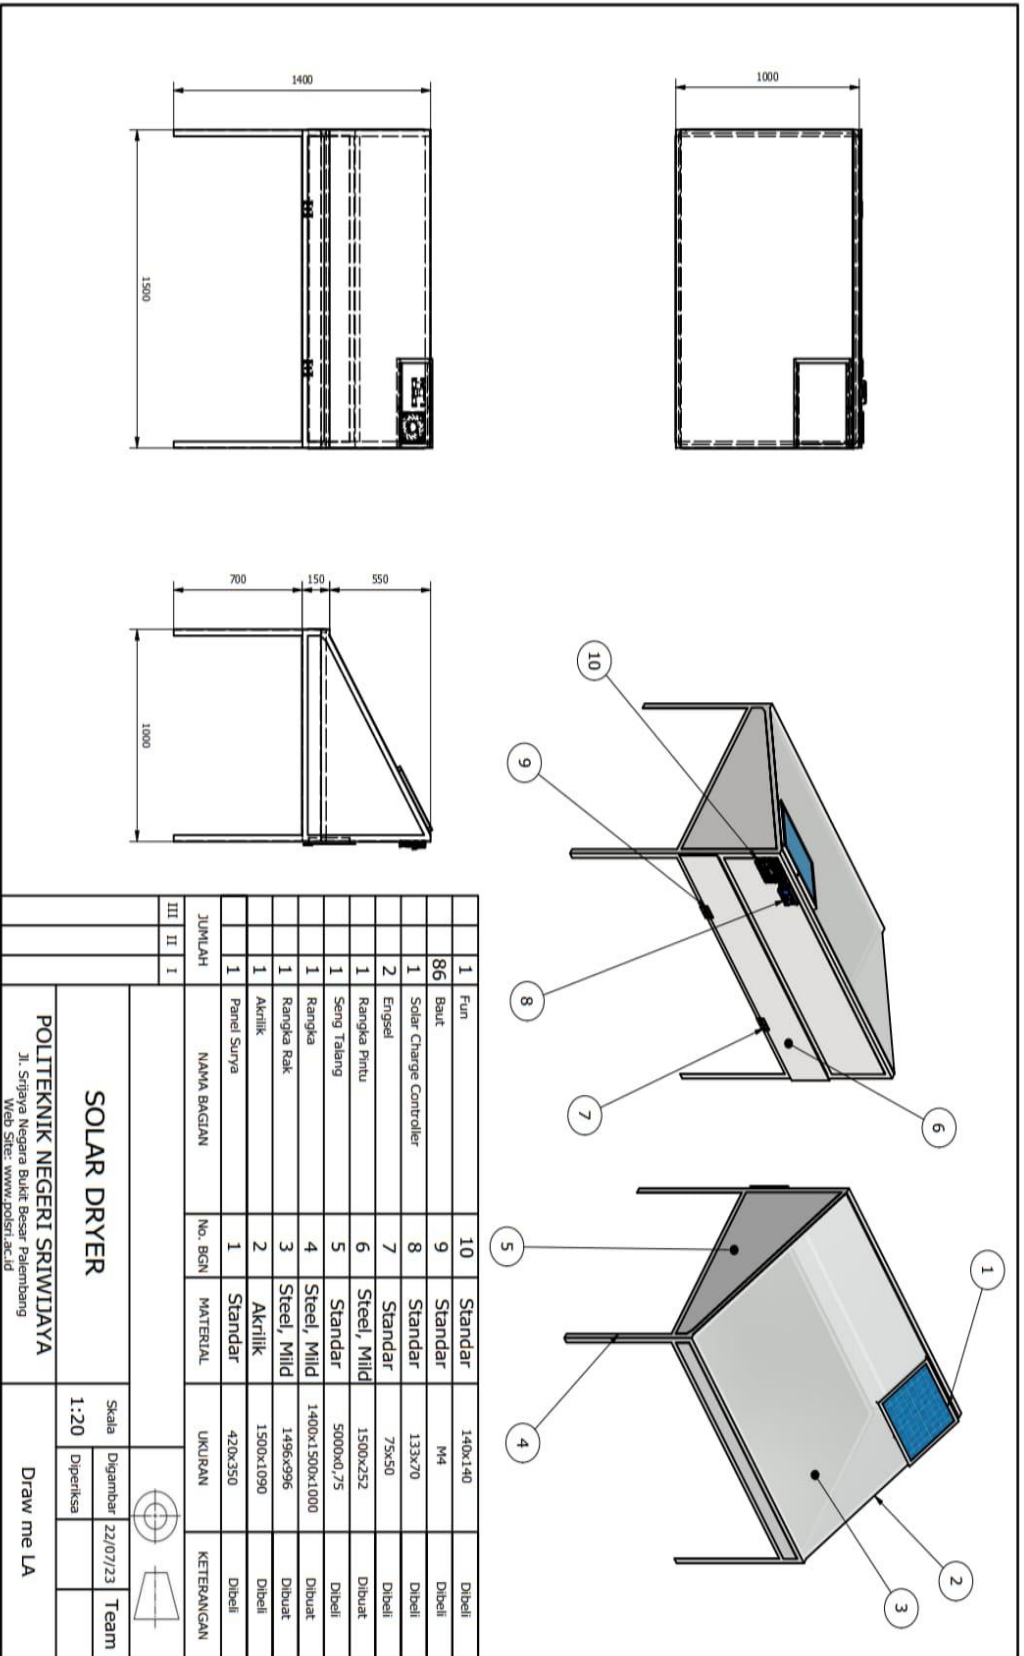 1400
1500
1000
700
150
550
1000
10
9
8
7
6
5
4
3
2
1
1 Fun 10 Standar 140x140 Dibeli
86 Baut 9 Standar M4 Dibeli
1 Solar Charge Controller 8 Standar 133x70 Dibeli
2 Engsel 7 Standar 75x50 Dibeli
1 Rangka Pintu 6 Steel, Mild 1500x252 Dibuat
1 Seng Talang 5 Standar 5000x0,75 Dibeli
1 Rangka 4 Steel, Mild 1400x1500x1000 Dibuat
1 Rangka Rak 3 Steel, Mild 1496x996 Dibuat
1 Akrilik 2 Akrilik 1500x1090 Dibeli
1 Panel Surya 1 Standar 420x350 Dibeli
JUMLAH NAMA BAGIAN No. BGN MATERIAL UKURAN KETERANGAN
III II I
SOLAR DRYER
Skala Digambar 22/07/23 Team
1:20 Diperiksa
POLITEKNIK NEGERI SRIWIJAYA
Jl. Srijaya Negara Bukit Besar Palembang
Web Site: www.polsri.ac.id
Draw me LA